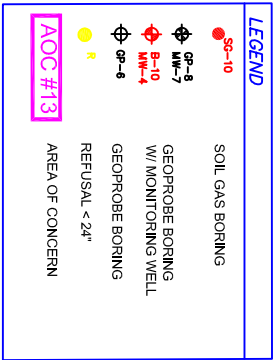 LEGEND
SG-10
SOIL GAS BORING
GP-8
MW-7
B-10
MW-4
GEOPROBE BORING
W/ MONITORING WELL
GP-6
GEOPROBE BORING
R
REFUSAL < 24"
AOC #13
AREA OF CONCERN